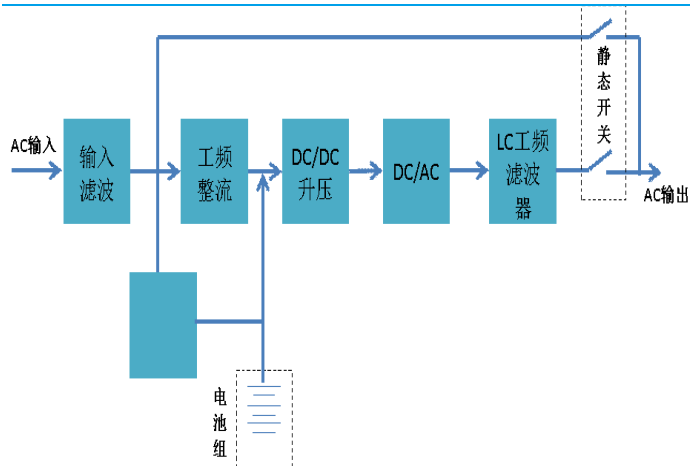 静
态
开
关
AC输入
输入
滤波
工频
整流
DC/DC
升压
DC/AC
LC工频
滤波
器
AC输出
电
池
组